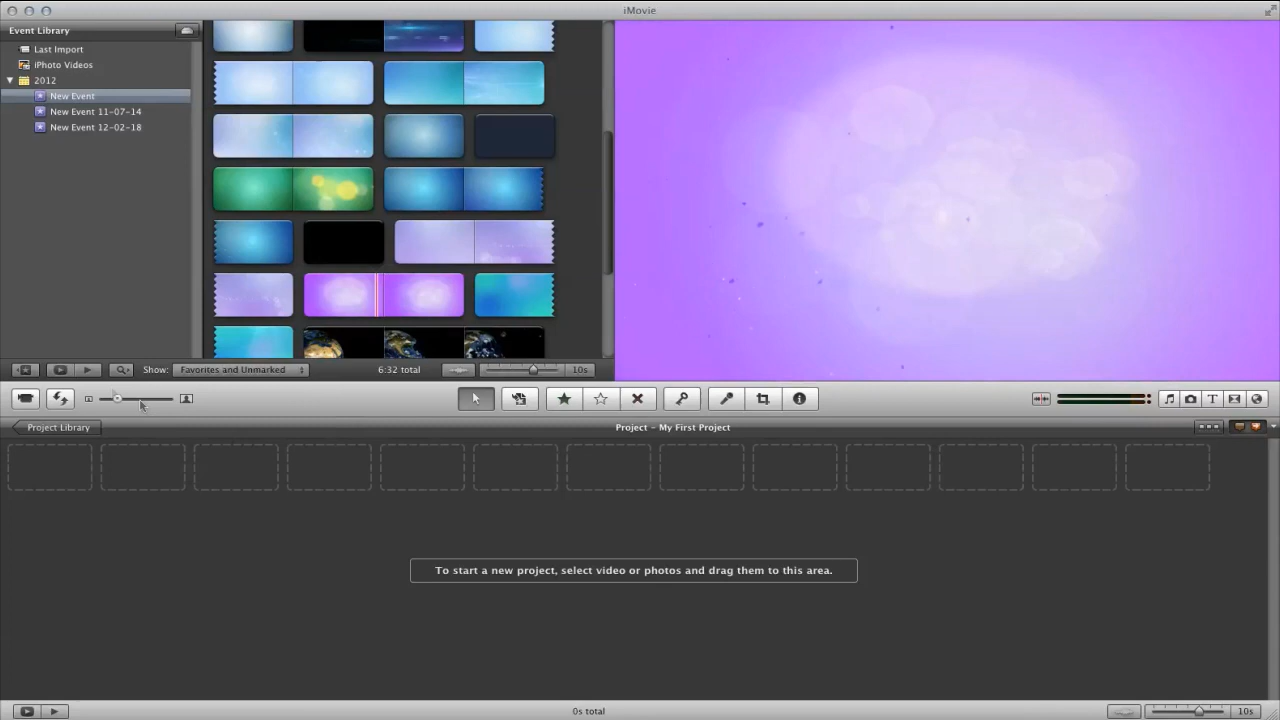 iMovie
Event Library
Last Import
iPhoto Videos
2012
New Event
New Event 11-07-14
New Event 12-02-18
Show:
Favorites and Unmarked
6:32 total
10s
Project Library
Project - My First Project
To start a new project, select video or photos and drag them to this area.
0s total
10s